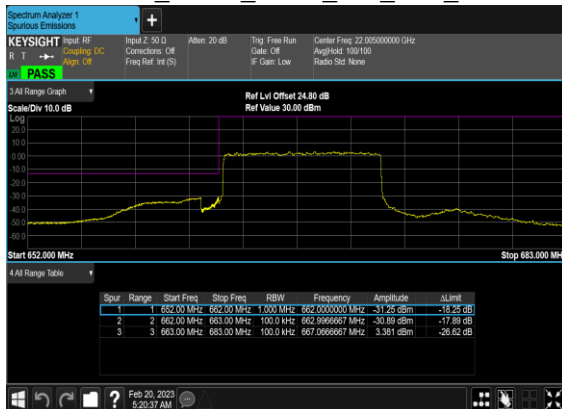 Spectrum Analyzer 1
Spurious Emissions
KEYSIGHT
R T
PASS
Input: RF
Coupling: DC
Align: Off
Input Z: 50 Ω
Corrections: Off
Freq Ref: Int (S)
Atten: 20 dB
Trig: Free Run
Gate: Off
IF Gain: Low
Center Freq: 22.005000000 GHz
Avg|Hold: 100/100
Radio Std: None
3 All Range Graph
Scale/Div 10.0 dB
Ref Lvl Offset 24.80 dB
Ref Value 30.00 dBm
Log
20.0
10.0
0.00
-10.0
-20.0
-30.0
-40.0
-50.0
-60.0
Start 652.000 MHz
Stop 683.000 MH
4 All Range Table
Spur Range Start Freq Stop Freq RBW Frequency Amplitude ΔLimit
1 1 652.00 MHz 662.00 MHz 1.000 MHz 662.0000000 MHz -31.25 dBm -18.25 dB
2 2 662.00 MHz 663.00 MHz 100.0 kHz 662.9966667 MHz -30.89 dBm -17.89 dB
3 3 663.00 MHz 683.00 MHz 100.0 kHz 667.0666667 MHz 3.381 dBm -26.62 dB
Feb 20, 2023
5:20:37 AM